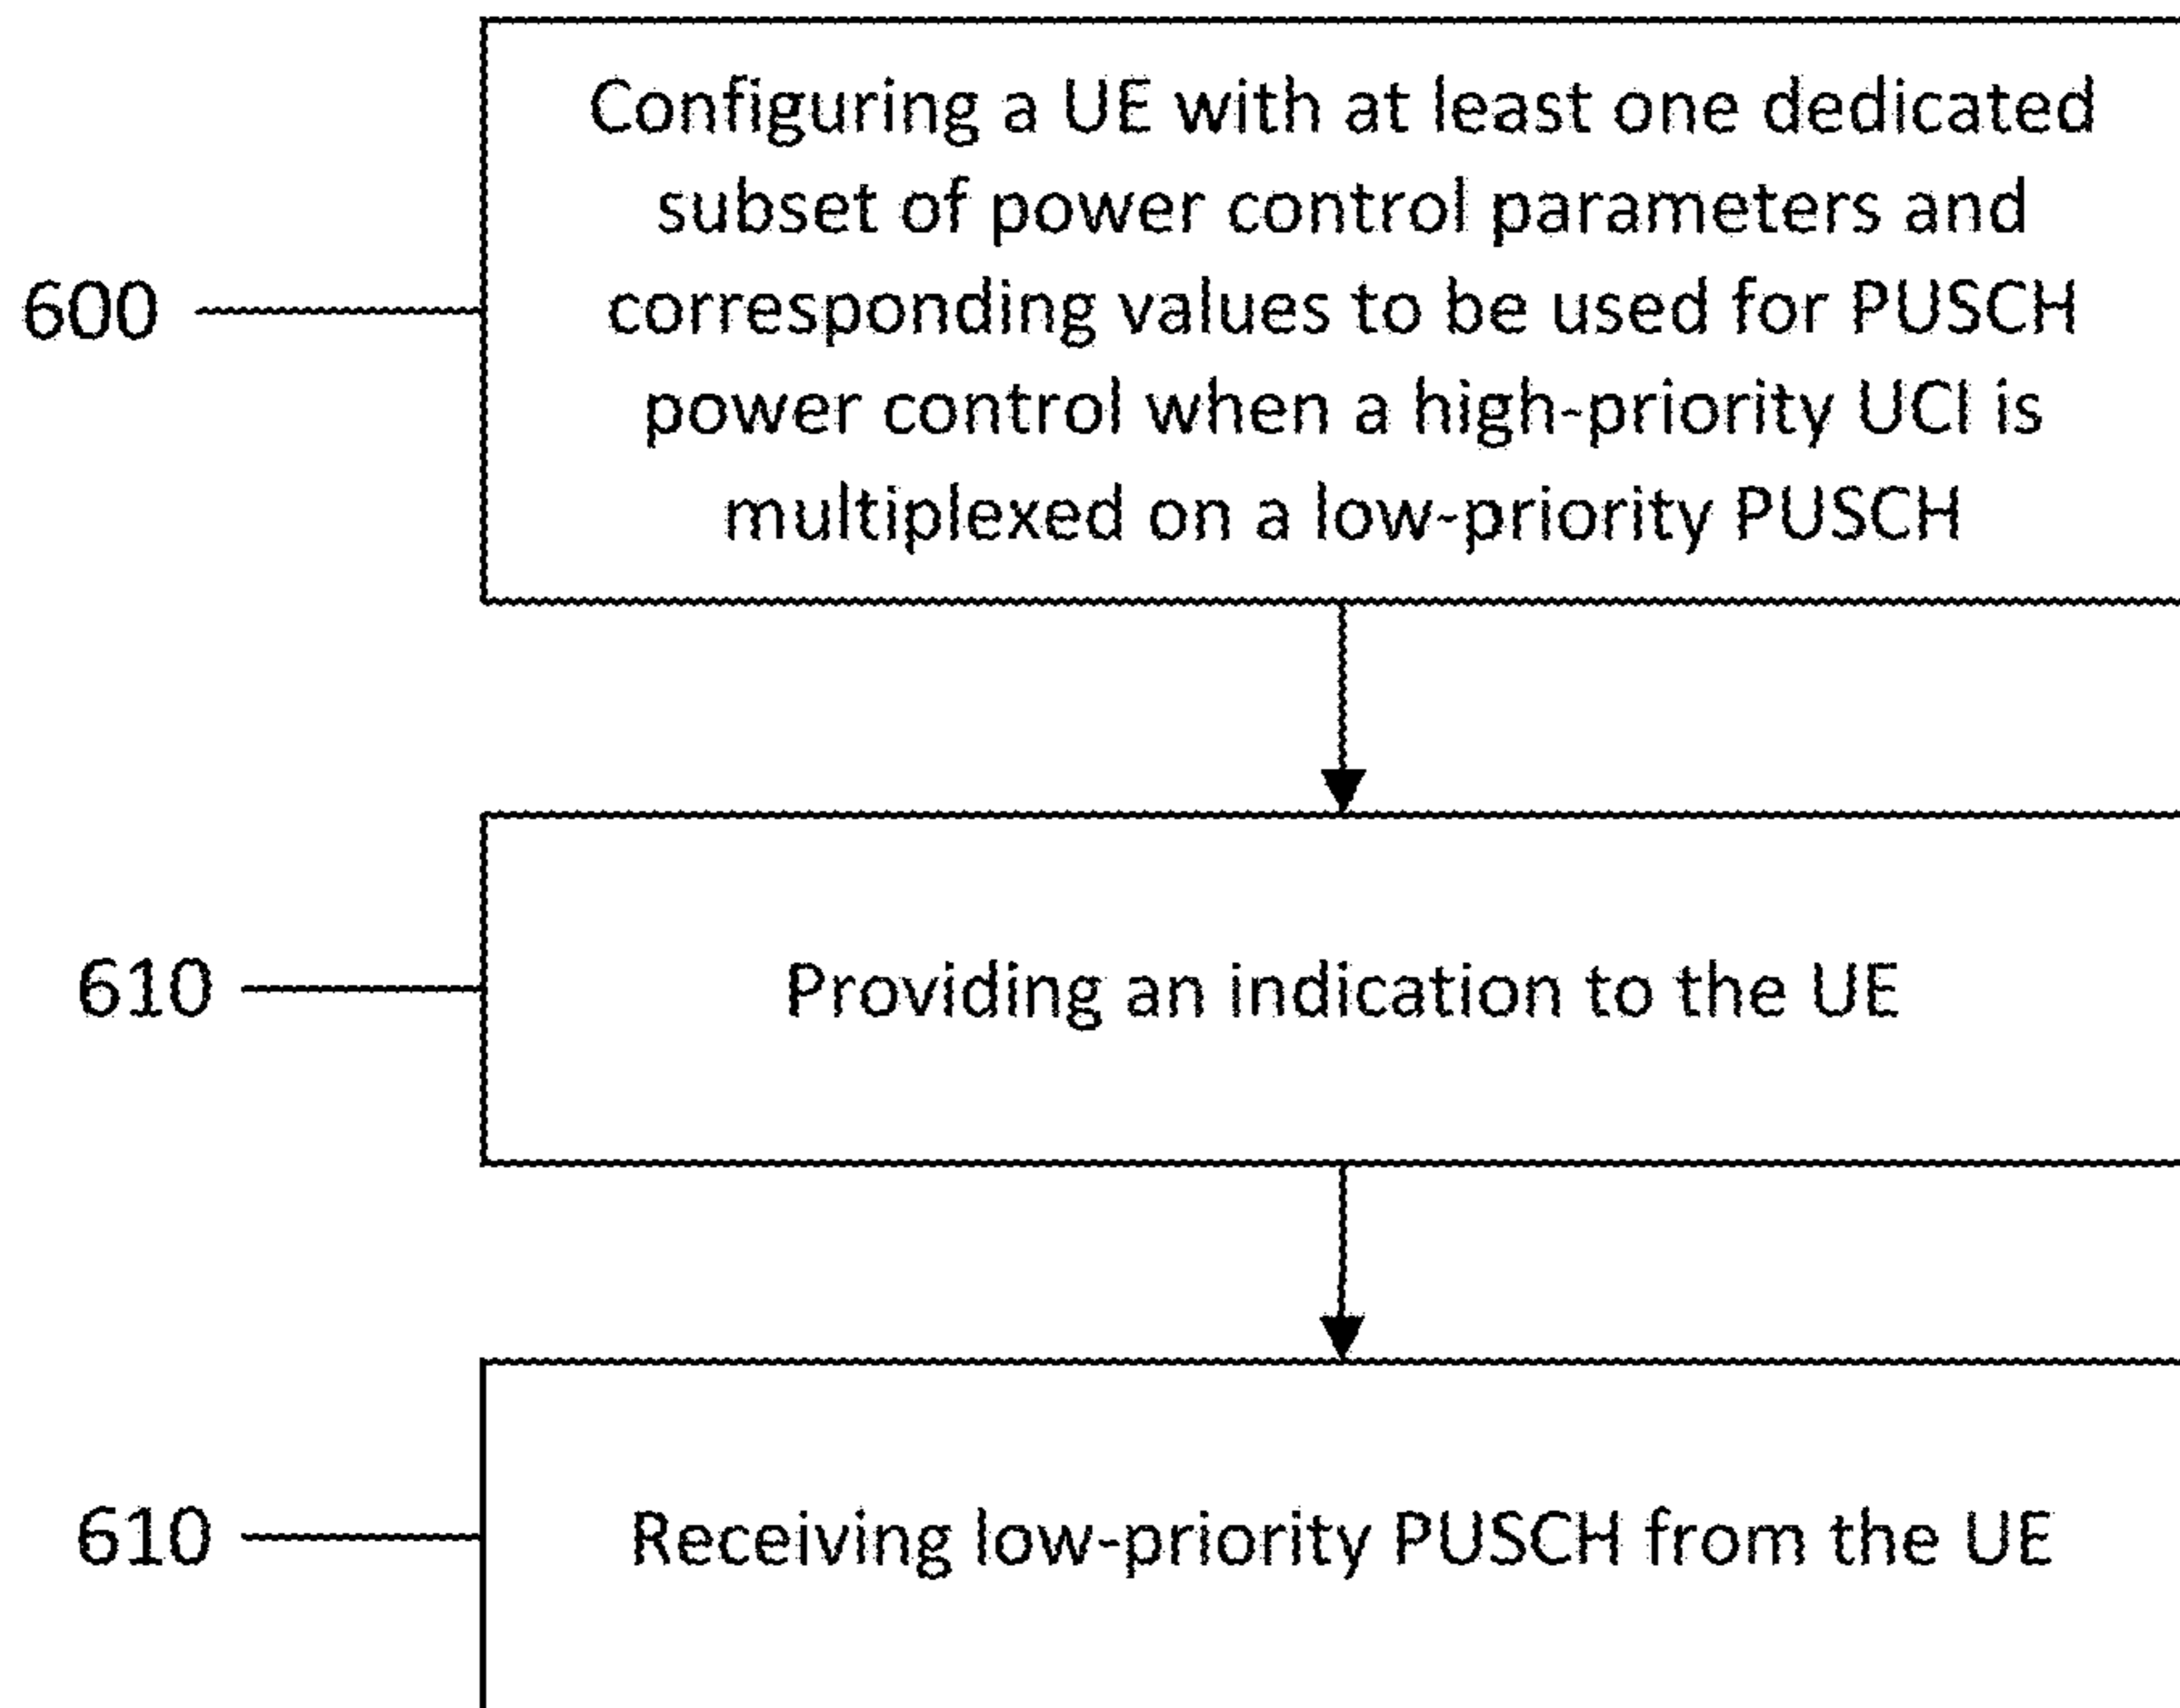 Configuring a UE with at least one dedicated
subset of power control parameters and
600
corresponding values to be used for PUSCH
power control when a high-priority UCI is
multiplexed on a low-priority PUSCH
610
Providing an indication to the UE
610
Receiving low-priority PUSCH from the UE